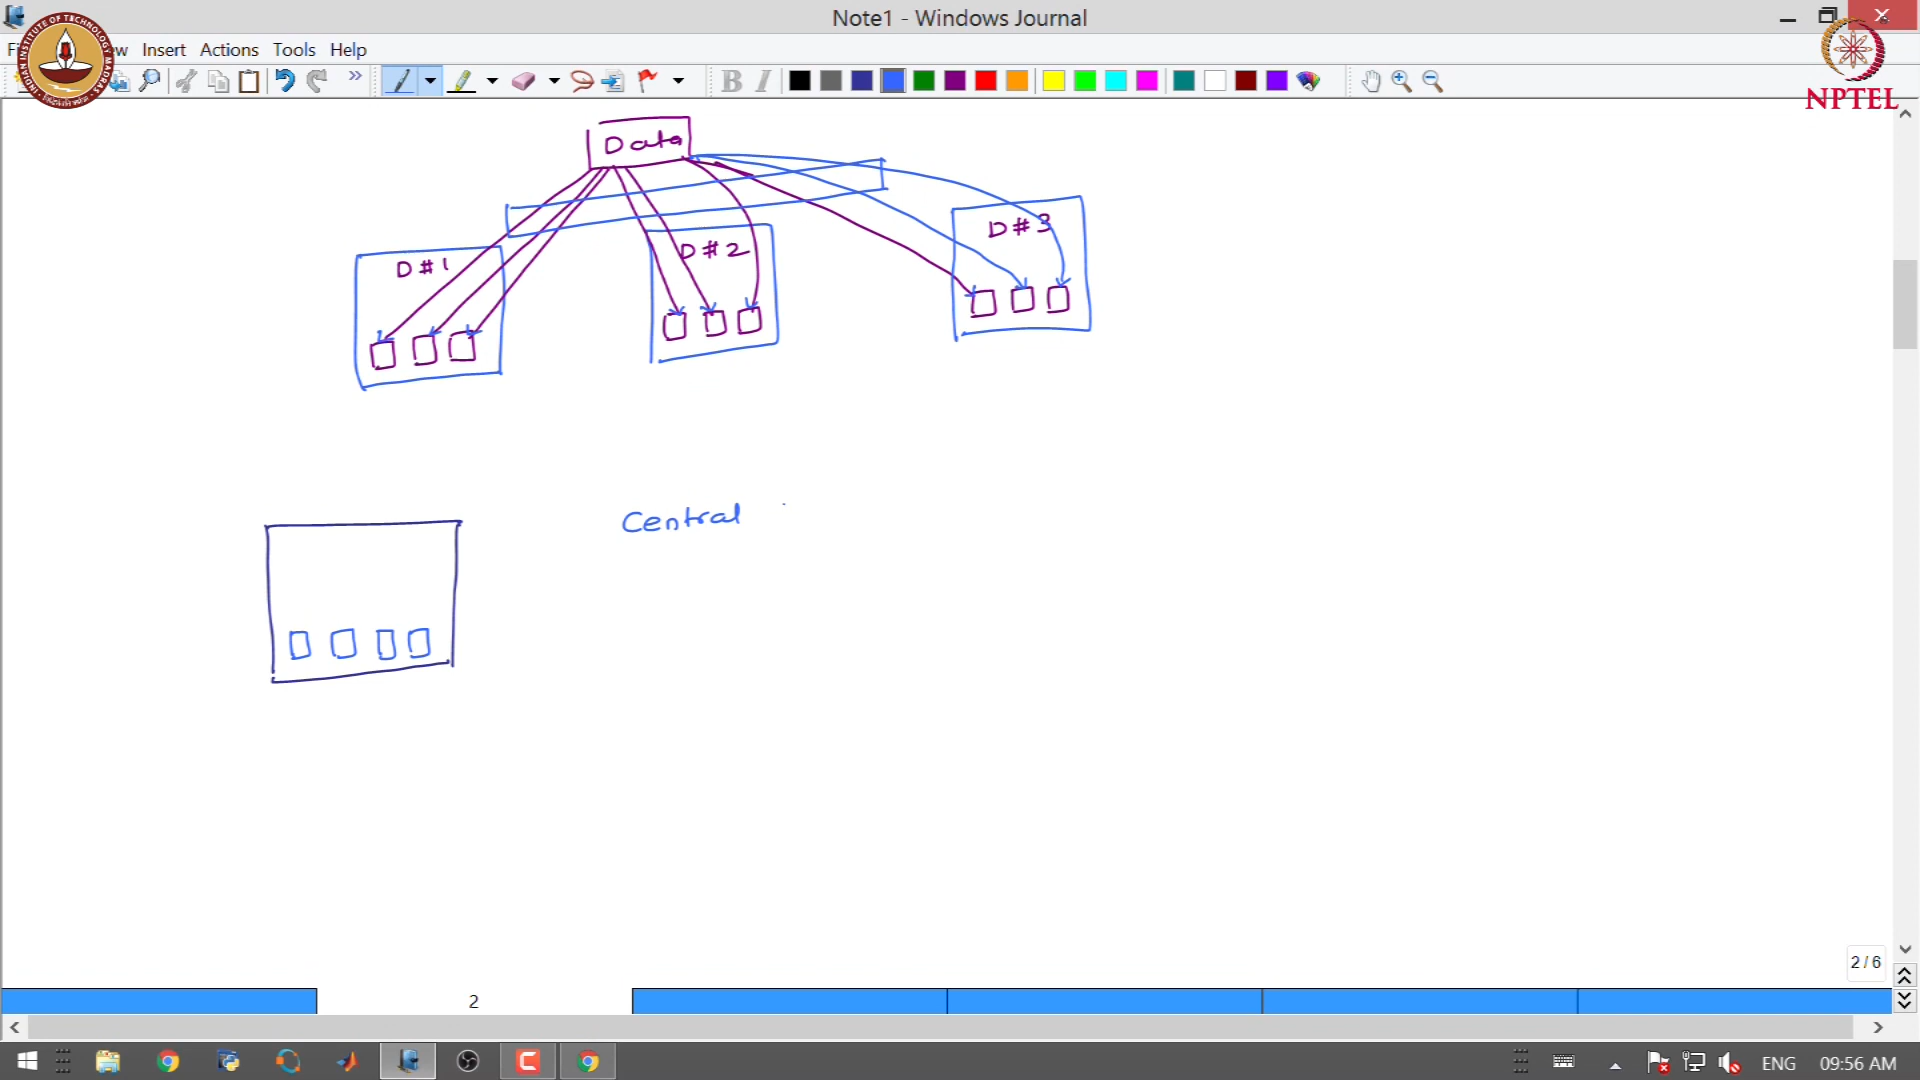 Note1 - Windows Journal
Insert Actions Tools Help
NPTEL
Data
D#1
D#2
D#3
Central
2 / 6
2
ENG 09:56 AM